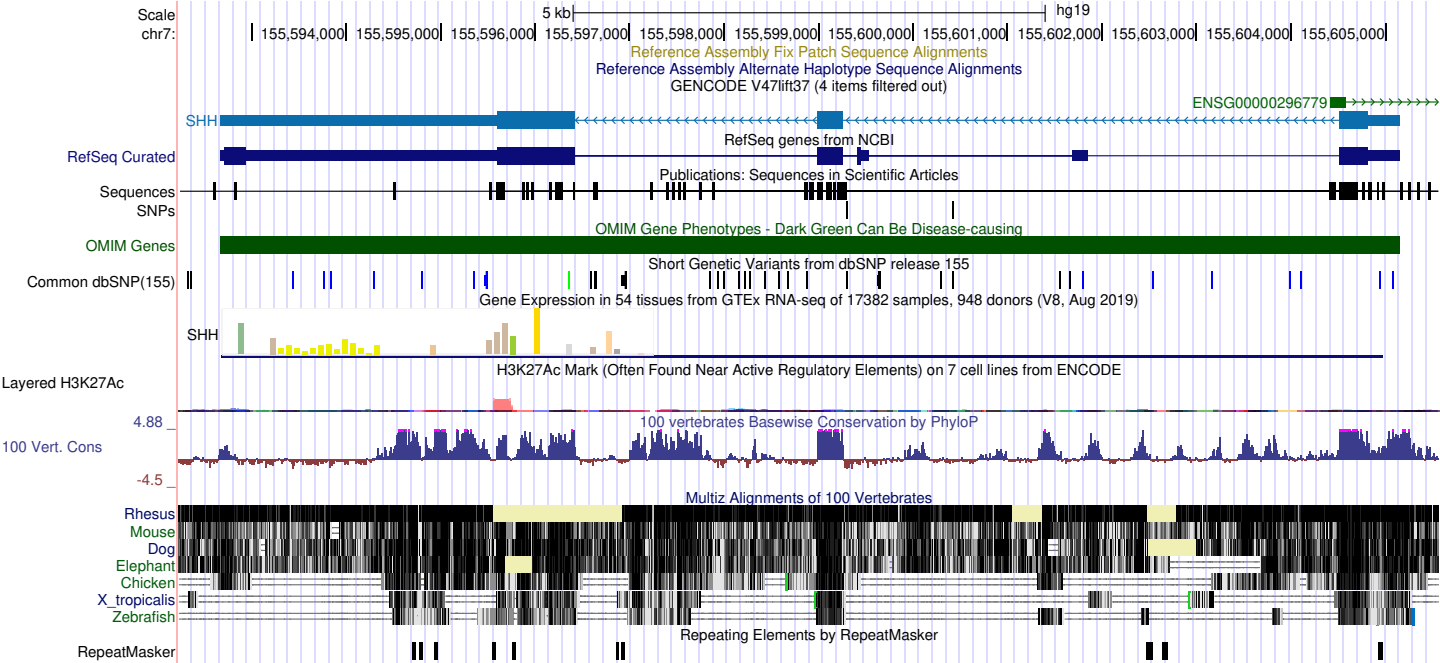 Scale 5 kb hg19
chr7: 155,594,000 155,595,000 155,596,000 155,597,000 155,598,000 155,599,000 155,600,000 155,601,000 155,602,000 155,603,000 155,604,000 155,605,000
Reference Assembly Fix Patch Sequence Alignments
Reference Assembly Alternate Haplotype Sequence Alignments
GENCODE V47lift37 (4 items filtered out)
ENSG00000296779
SHH
RefSeq genes from NCBI
RefSeq Curated
Publications: Sequences in Scientific Articles
Sequences
SNPs
OMIM Gene Phenotypes - Dark Green Can Be Disease-causing
OMIM Genes
Short Genetic Variants from dbSNP release 155
Common dbSNP(155)
Gene Expression in 54 tissues from GTEx RNA-seq of 17382 samples, 948 donors (V8, Aug 2019)
SHH
H3K27Ac Mark (Often Found Near Active Regulatory Elements) on 7 cell lines from ENCODE
Layered H3K27Ac
100 vertebrates Basewise Conservation by PhyloP
4.88 _
100 Vert. Cons
-4.5 _
Multiz Alignments of 100 Vertebrates
Rhesus
Mouse
Dog
Elephant
Chicken
X_tropicalis
Zebrafish
Repeating Elements by RepeatMasker
RepeatMasker